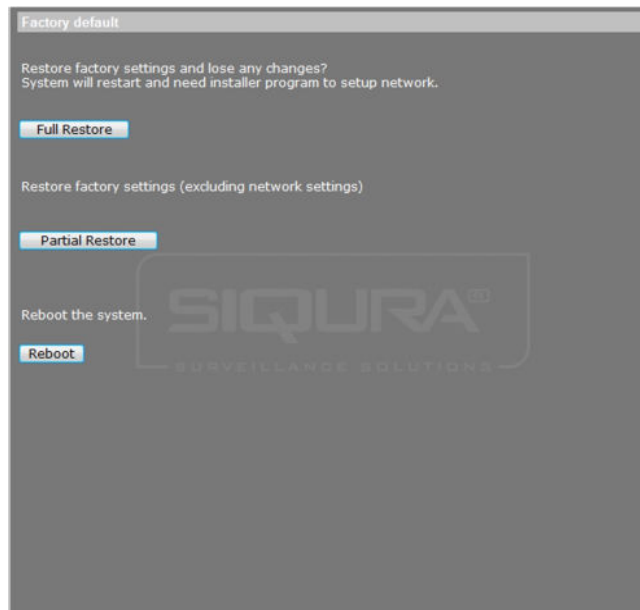 Factory default
Restore factory settings and lose any changes?
System will restart and need installer program to setup network.
Full Restore
Restore factory settings (excluding network settings)
Partial Restore
SIQURA®
Reboot the system.
Reboot
SURVEILLANCE SOLUTIONS